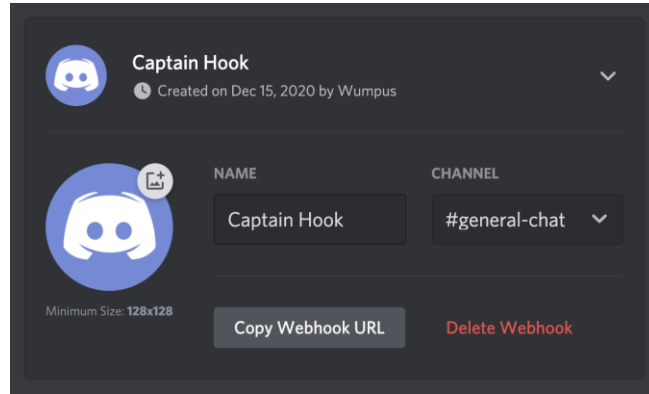 Captain Hook
Created on Dec 15, 2020 by Wumpus
NAME
CHANNEL
Captain Hook
#general-chat
Minimum Size: 128x128
Copy Webhook URL
Delete Webhook